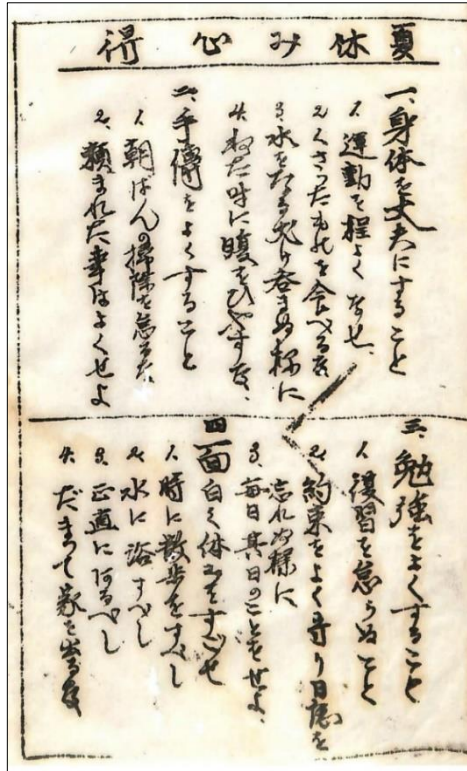 夏休み心得
一、身体を丈夫にすること
1. 運動を程よくなせ、
2. くさったものを食べるな
3. 水をなるべく呑まぬ様に
4. ねた時に腹をひやすな、
二、手傳をよくすること
1. 朝ばんの掃除を怠るな
2. 頼まれた事はよくせよ
三、勉強をよくすること
1. 復習を怠らぬこと
2. 約束をよく守り日誌を
忘れぬ様に
3. 毎日其日のことをせよ、
四 面白く休みをすごせ
1. 時に散歩をすべし
2. 水に浴すべし
3. 正直にあるべし
4. だまって家を出るな